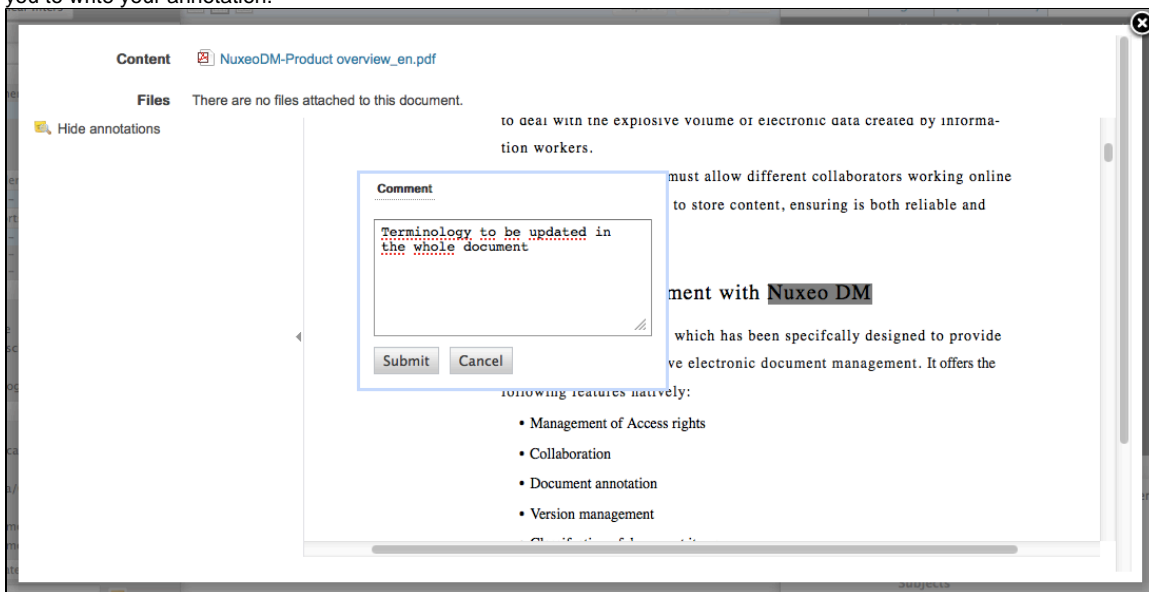 you to write your annotation.
Content NuxeoDM-Product overview_en.pdf
Files There are no files attached to this document.
Hide annotations
to deal with the explosive volume of electronic data created by informa-
tion workers.
must allow different collaborators working online
to store content, ensuring is both reliable and
Comment
Terminology to be updated in
the whole document
Submit Cancel
ment with Nuxeo DM
which has been specifcally designed to provide
ve electronic document management. It offers the
following features natively:
• Management of Access rights
• Collaboration
• Document annotation
• Version management
Subjects